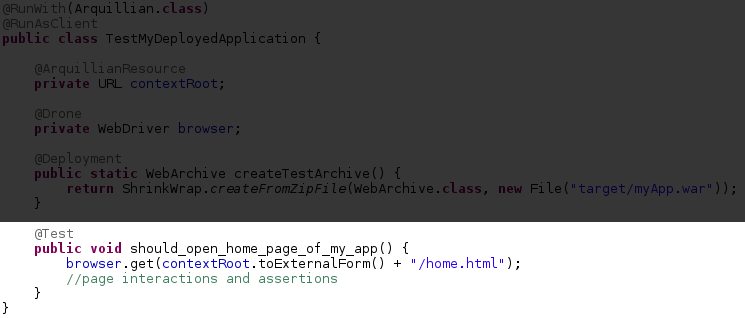 @RunWith(Arquillian.class)
@RunAsClient
public class TestMyDeployedApplication {
@ArquillianResource
private URL contextRoot;
@Drone
private WebDriver browser;
@Deployment
public static WebArchive createTestArchive() {
return ShrinkWrap.createFromZipFile(WebArchive.class, new File("target/myApp.war"));
}
@Test
public void should_open_home_page_of_my_app() {
browser.get(contextRoot.toExternalForm() + "/home.html");
//page interactions and assertions
}
}